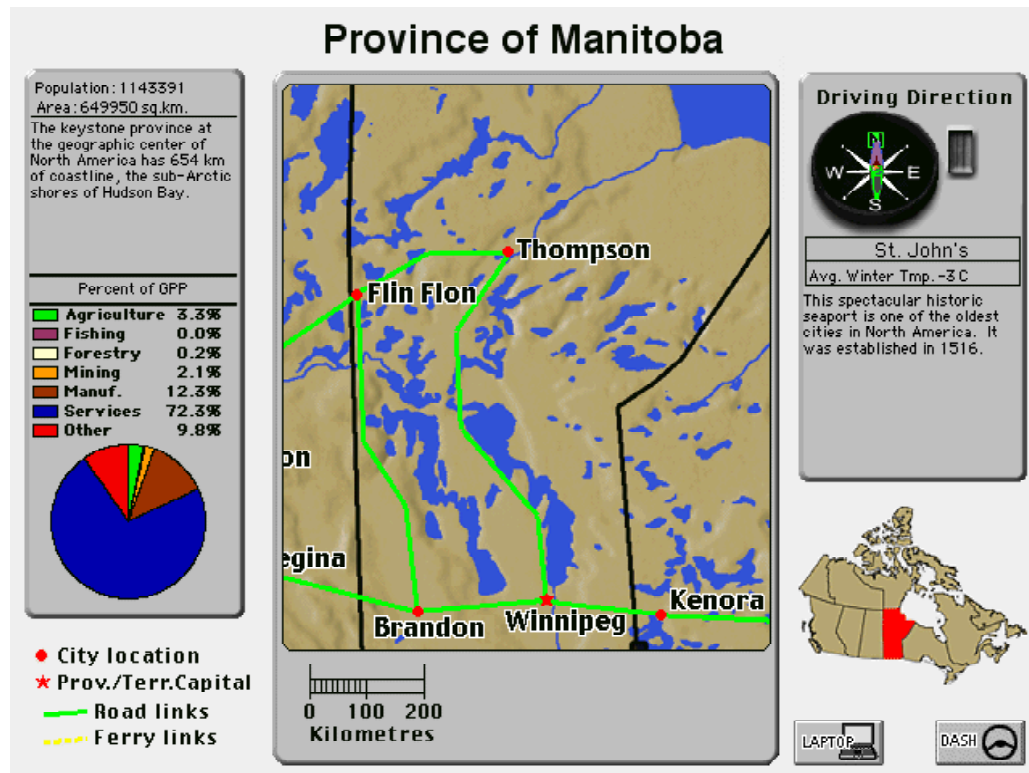 Province of Manitoba
Population: 1143391
Area: 649950 sq.km.
The keystone province at
the geographic center of
North America has 654 km
of coastline, the sub-Arctic
shores of Hudson Bay.
Percent of GPP
Agriculture 3.3%
Fishing 0.0%
Forestry 0.2%
Mining 2.1%
Manuf. 12.3%
Services 72.3%
Other 9.8%
City location
Prov./Terr.Capital
Road links
Ferry links
Thompson
Flin Flon
on
egina
Brandon
Winnipeg
Kenora
0 100 200
Kilometres
Driving Direction
N
W E
S
St. John's
Avg. Winter Tmp. -3 C
This spectacular historic
seaport is one of the oldest
cities in North America. It
was established in 1516.
LAPTOP
DASH